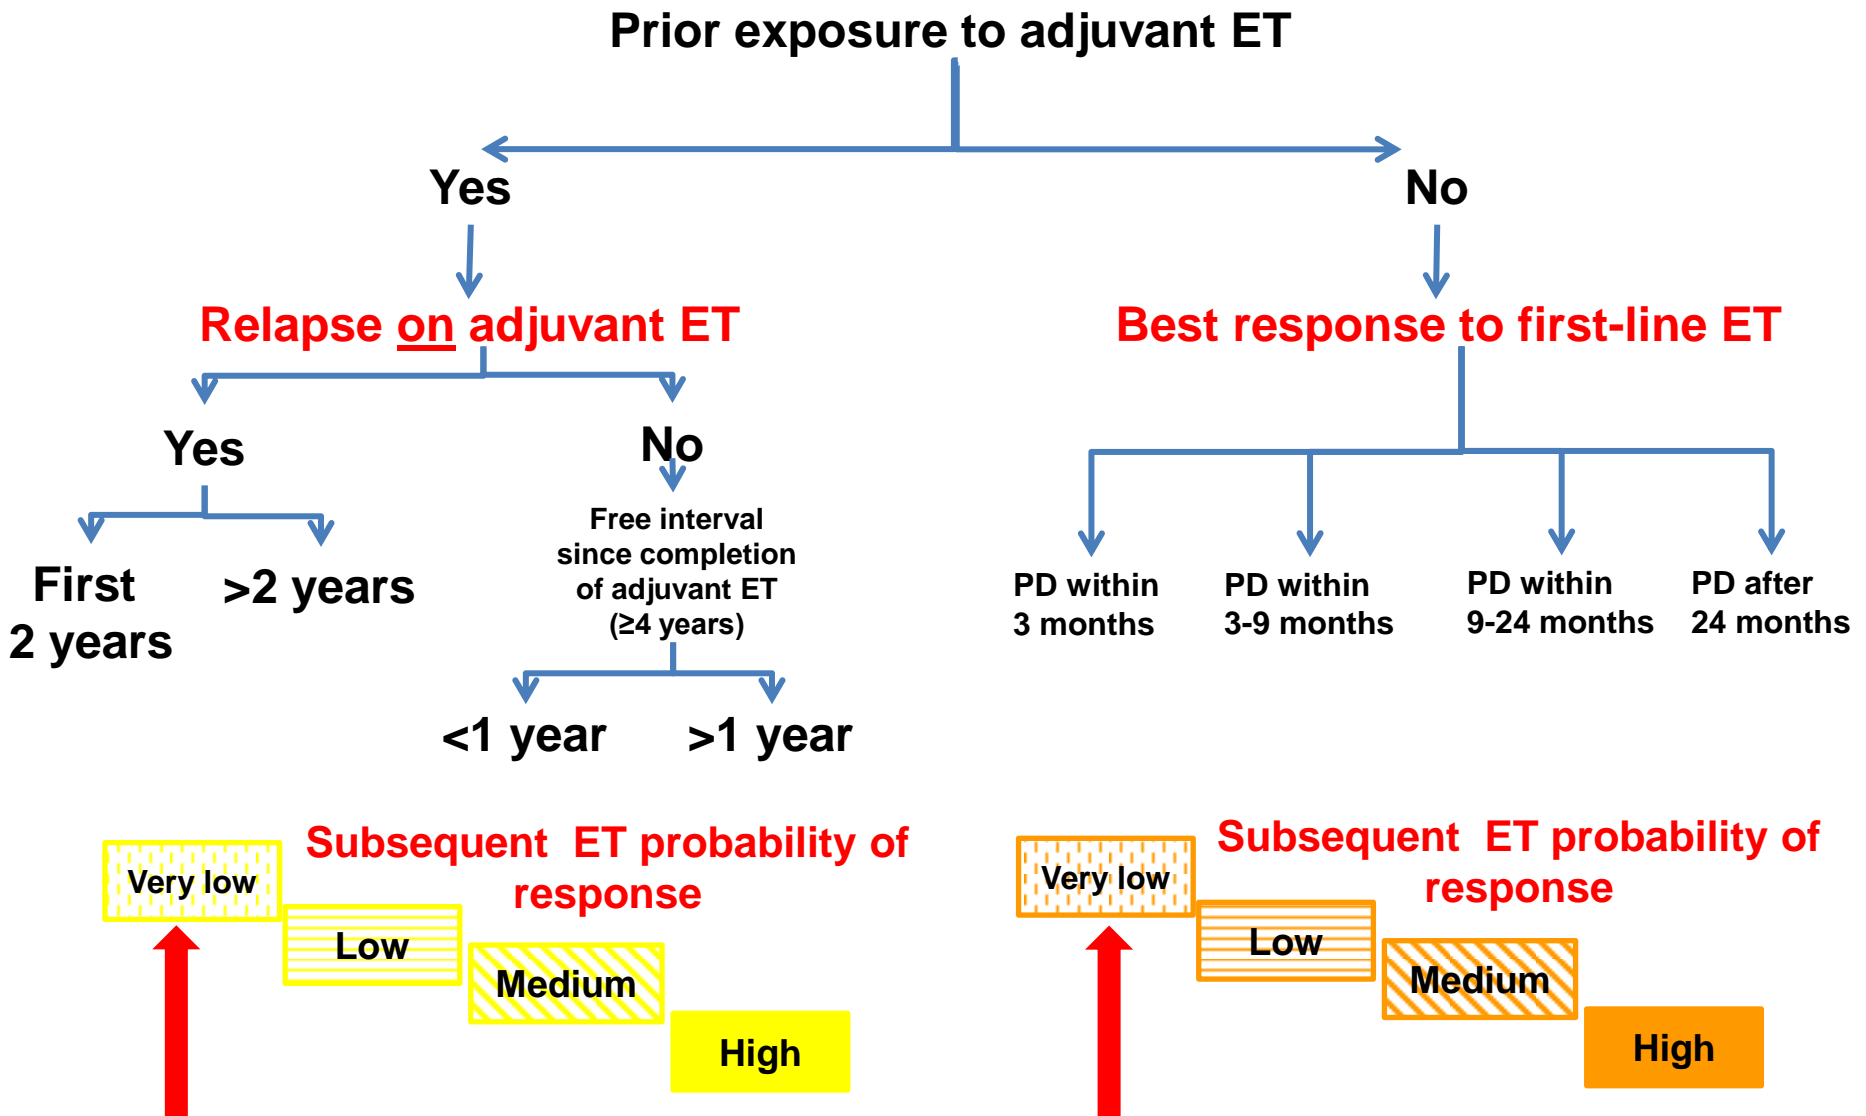 Prior exposure to adjuvant ET
Yes
No
Relapse on adjuvant ET
Best response to first-line ET
Yes
No
First
2 years
>2 years
Free interval
since completion
of adjuvant ET
(≥4 years)
<1 year
>1 year
PD within
3 months
PD within
3-9 months
PD within
9-24 months
PD after
24 months
Subsequent  ET probability of
response
Very low
Low
Medium
High
Subsequent  ET probability of
response
Very low
Low
Medium
High